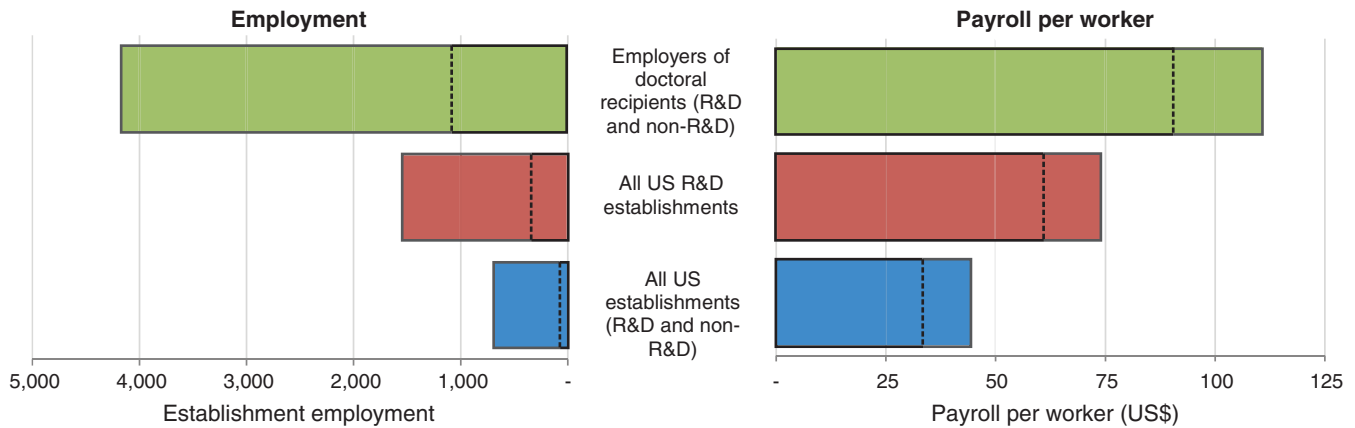 Employment
Payroll per worker
Employers of
doctoral
recipients (R&D
and non-R&D)
All US R&D
establishments
All US
establishments
(R&D and non-
R&D)
5,000 4,000 3,000 2,000 1,000 -
- 25 50 75 100 125
Establishment employment
Payroll per worker (US$)